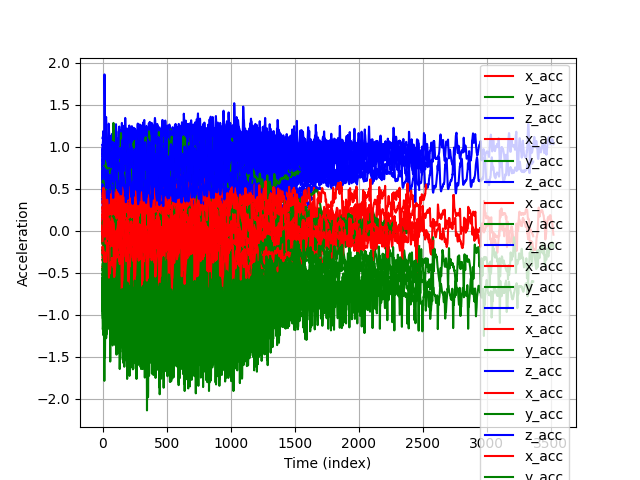 2.0
1.5
1.0
0.5
0.0
−0.5
−1.0
−1.5
−2.0
Acceleration
0
500
1000
1500
2000
2500
3000
3500
Time (index)
x_acc
y_acc
z_acc
x_acc
y_acc
z_acc
x_acc
y_acc
z_acc
x_acc
y_acc
z_acc
x_acc
y_acc
z_acc
x_acc
y_acc
z_acc
x_acc
y_acc